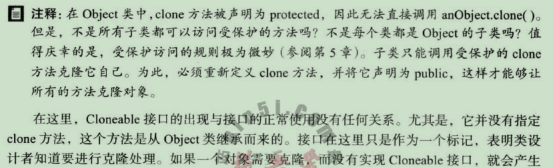 注释：在 Object 类中，clone 方法被声明为 protected，因此无法直接调用 anObject.clone()。
但是，不是所有子类都可以访问受保护的方法吗？不是每个类都是 Object 的子类吗？值
得庆幸的是，受保护访问的规则极为微妙（参阅第 5 章）。子类只能调用受保护的 clone
方法克隆它自己。为此，必须重新定义 clone 方法，并将它声明为 public，这样才能够让
所有的方法克隆对象。
在这里，Cloneable 接口的出现与接口的正常使用没有任何关系。尤其是，它并没有指定
clone 方法，这个方法是从 Object 类继承而来的。接口在这里只是作为一个标记，表明类设
计者知道要进行克隆处理。如果一个对象需要克隆，而没有实现 Cloneable 接口，就会产生